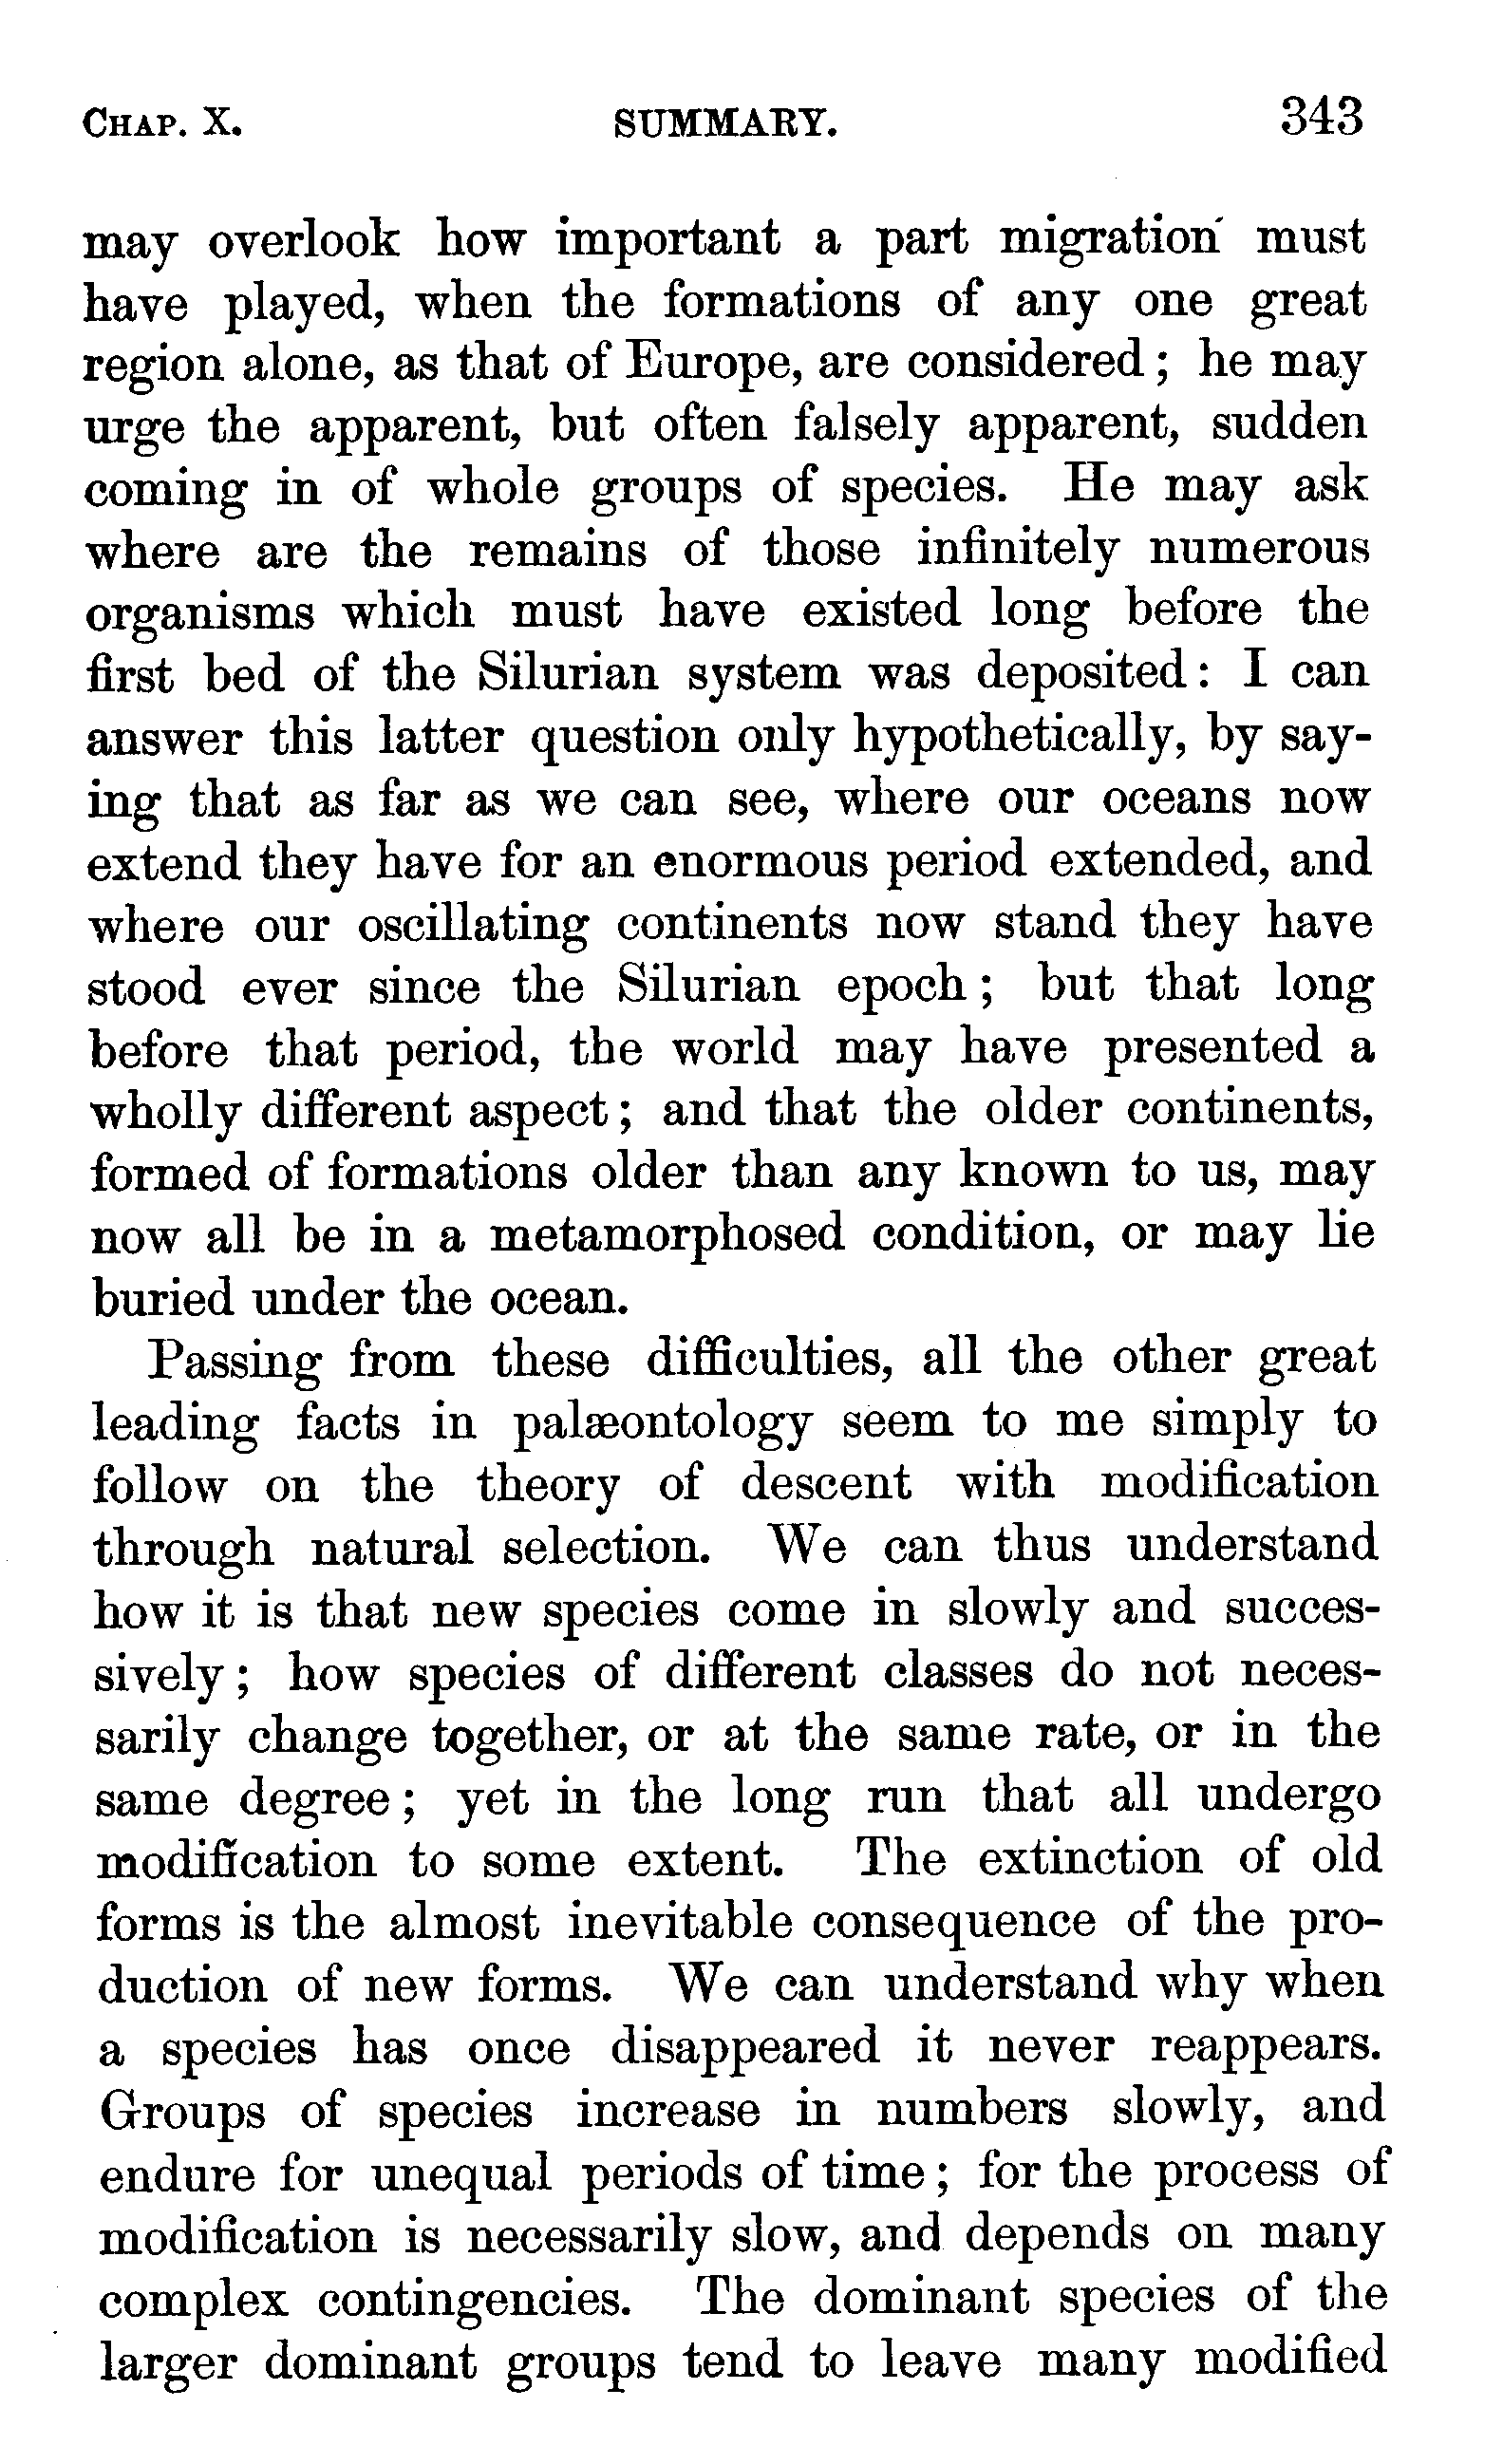 CHAP. X. SUMMARY. 343
may overlook how important a part migration must
have played, when the formations of any one great
region alone, as that of Europe, are considered; he may
urge the apparent, but often falsely apparent, sudden
coming in of whole groups of species. He may ask
where are the remains of those infinitely numerous
organisms which must have existed long before the
first bed of the Silurian system was deposited: I can
answer this latter question only hypothetically, by say-
ing that as far as we can see, where our oceans now
extend they have for an enormous period extended, and
where our oscillating continents now stand they have
stood ever since the Silurian epoch; but that long
before that period, the world may have presented a
wholly different aspect; and that the older continents,
formed of formations older than any known to us, may
now all be in a metamorphosed condition, or may lie
buried under the ocean.
Passing from these difficulties, all the other great
leading facts in palæontology seem to me simply to
follow on the theory of descent with modification
through natural selection. We can thus understand
how it is that new species come in slowly and succes-
sively; how species of different classes do not neces-
sarily change together, or at the same rate, or in the
same degree; yet in the long run that all undergo
modification to some extent. The extinction of old
forms is the almost inevitable consequence of the pro-
duction of new forms. We can understand why when
a species has once disappeared it never reappears.
Groups of species increase in numbers slowly, and
endure for unequal periods of time; for the process of
modification is necessarily slow, and depends on many
complex contingencies. The dominant species of the
larger dominant groups tend to leave many modified